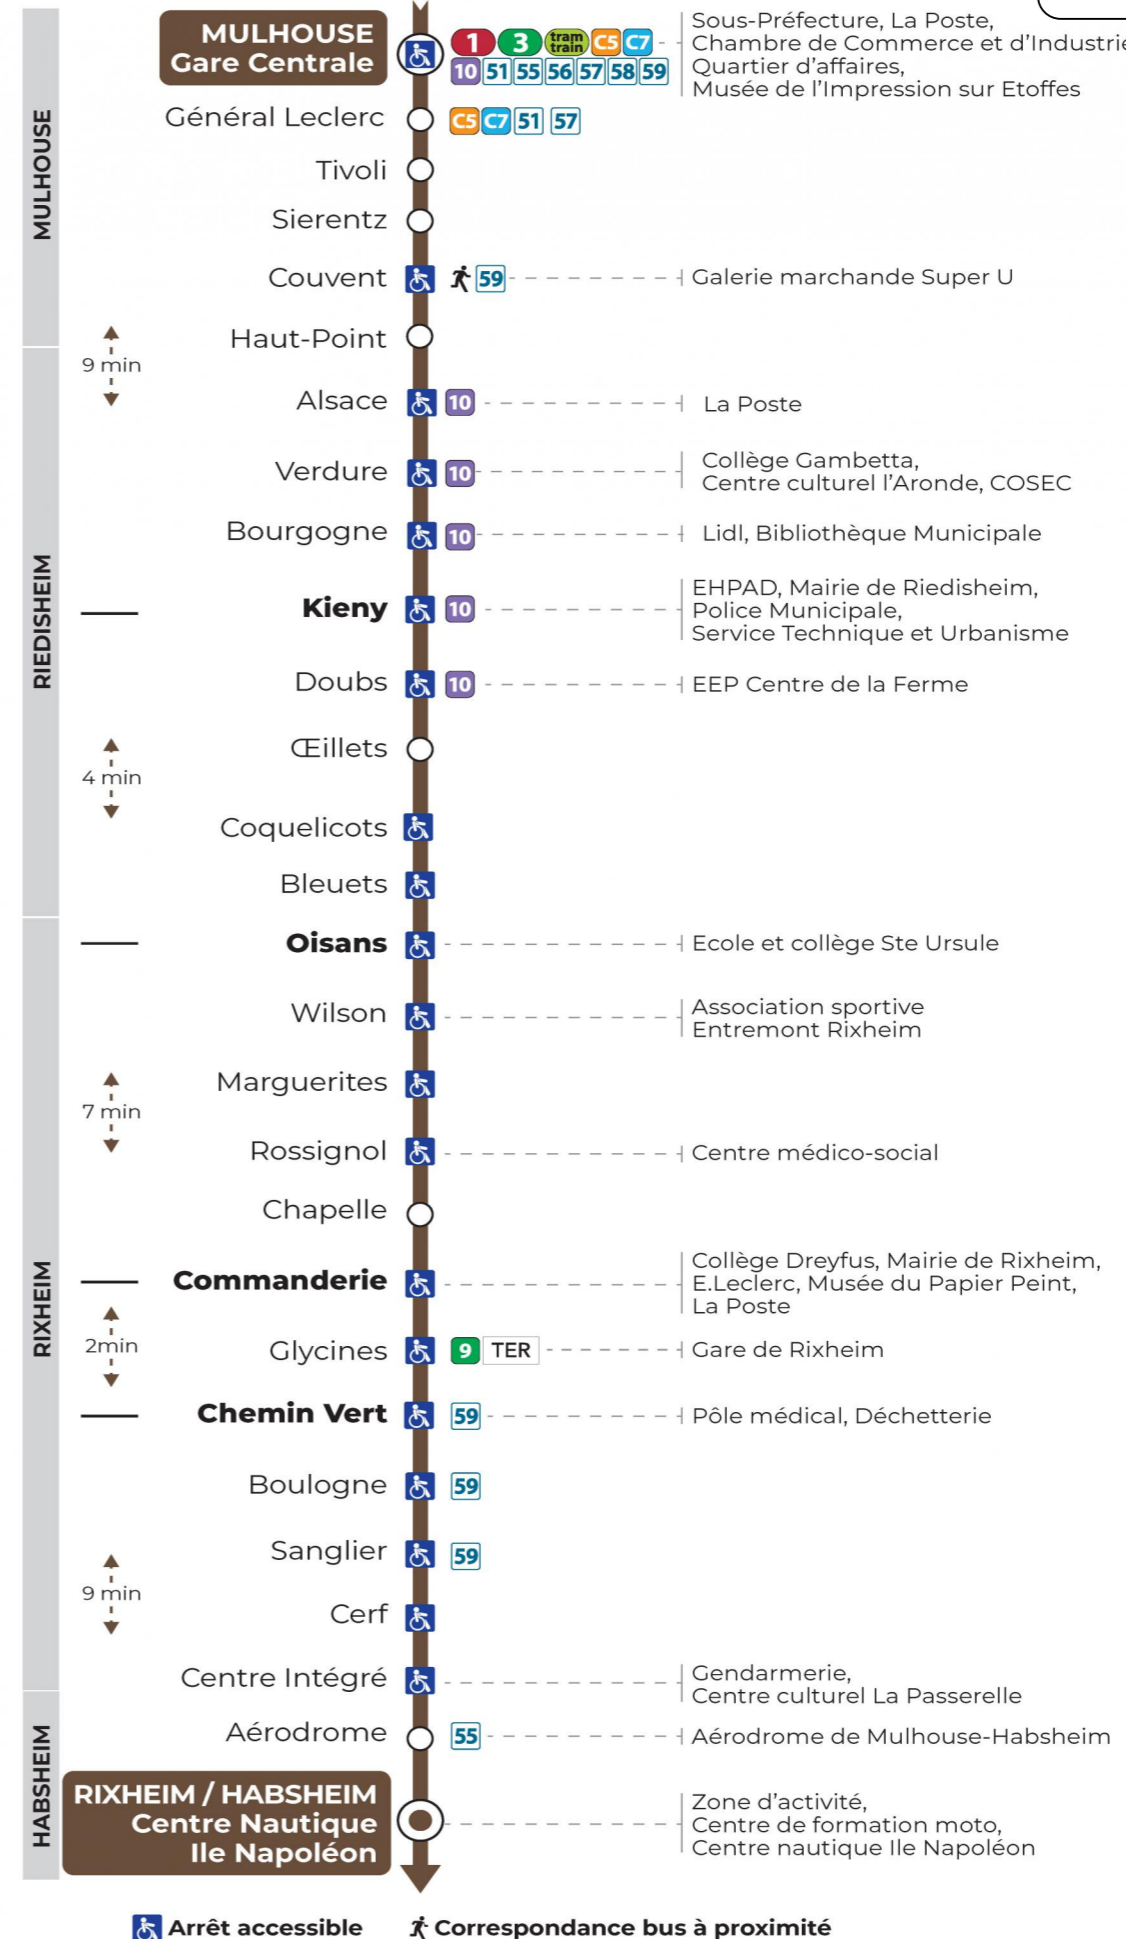 MULHOUSE
Gare Centrale
1 3 tram train C5 C7
10 51 55 56 57 58 59
Sous-Préfecture, La Poste,
Chambre de Commerce et d'Industrie
Quartier d'affaires,
Musée de l'Impression sur Etoffes
MULHOUSE
Général Leclerc C5 C7 51 57
Tivoli
Sierentz
Couvent 59 Galerie marchande Super U
Haut-Point
9 min
RIEDISHEIM
Alsace 10 La Poste
Verdure 10
Collège Gambetta,
Centre culturel l'Aronde, COSEC
Bourgogne 10 Lidl, Bibliothèque Municipale
Kieny 10
EHPAD, Mairie de Riedisheim,
Police Municipale,
Service Technique et Urbanisme
Doubs 10 EEP Centre de la Ferme
Œillets
4 min
Coquelicots
Bleuets
RIXHEIM
Oisans Ecole et collège Ste Ursule
Wilson
Association sportive
Entremont Rixheim
Marguerites
7 min
Rossignol Centre médico-social
Chapelle
Commanderie
Collège Dreyfus, Mairie de Rixheim,
E.Leclerc, Musée du Papier Peint,
La Poste
2min
Glycines 9 TER Gare de Rixheim
Chemin Vert 59 Pôle médical, Déchetterie
Boulogne 59
Sanglier 59
9 min
Cerf
Centre Intégré
Gendarmerie,
Centre culturel La Passerelle
HABSHEIM
Aérodrome 55 Aérodrome de Mulhouse-Habsheim
RIXHEIM / HABSHEIM
Centre Nautique
Ile Napoléon
Zone d'activité,
Centre de formation moto,
Centre nautique Ile Napoléon
Arrêt accessible Correspondance bus à proximité